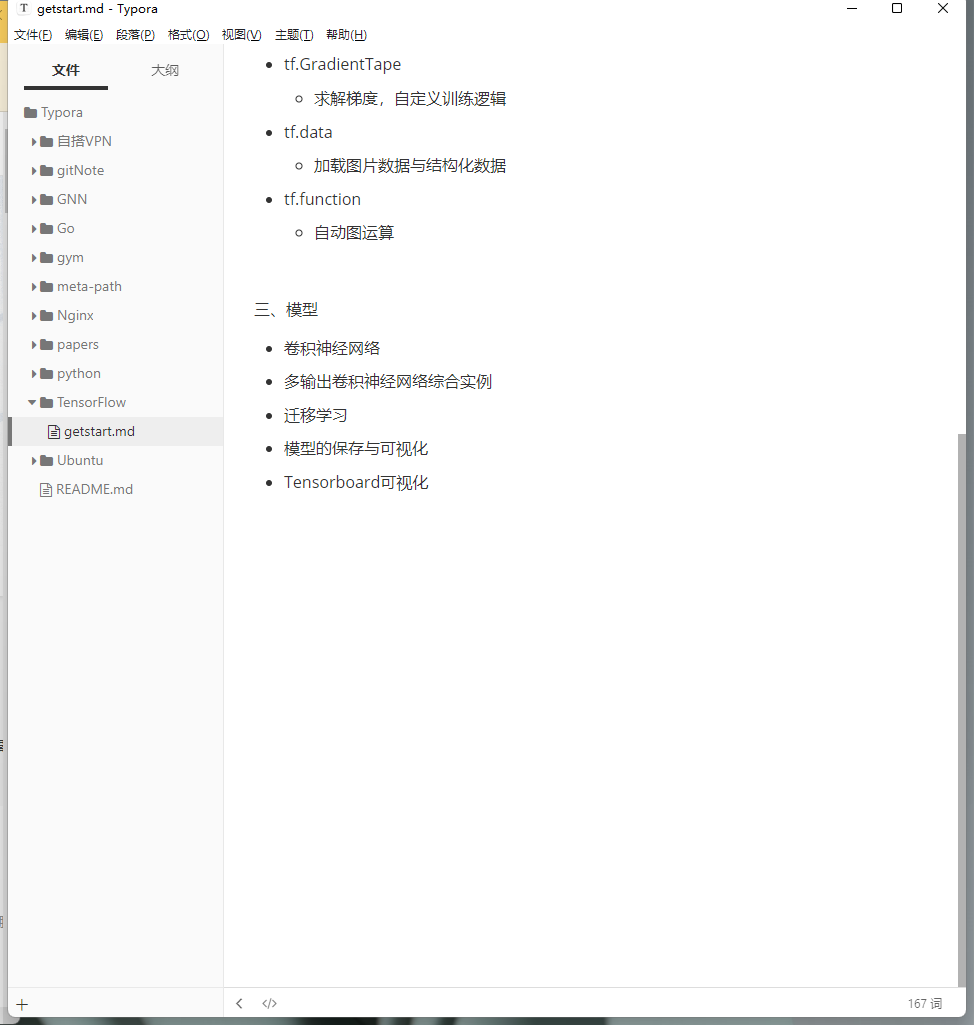 getstart.md - Typora
文件(F) 编辑(E) 段落(P) 格式(O) 视图(V) 主题(T) 帮助(H)
文件 大纲
Typora
自搭VPN
gitNote
GNN
Go
gym
meta-path
Nginx
papers
python
TensorFlow
getstart.md
Ubuntu
README.md
tf.GradientTape
求解梯度，自定义训练逻辑
tf.data
加载图片数据与结构化数据
tf.function
自动图运算
三、模型
卷积神经网络
多输出卷积神经网络综合实例
迁移学习
模型的保存与可视化
Tensorboard可视化
167 词